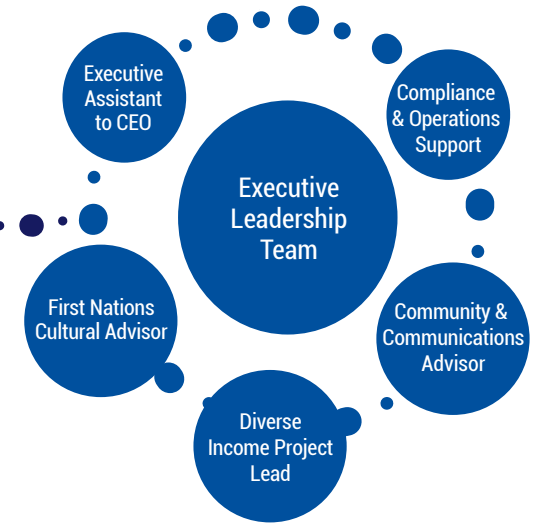 Executive
Assistant
to CEO
Compliance
& Operations
Support
Executive
Leadership
Team
First Nations
Cultural Advisor
Community &
Communications
Advisor
Diverse
Income Project
Lead